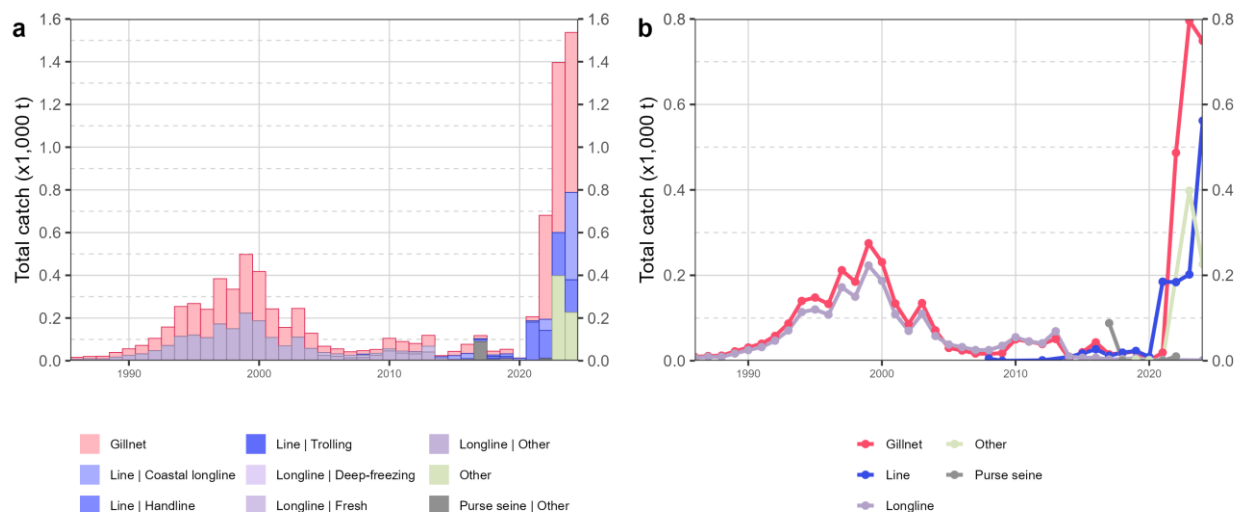 a
b
Total catch (x1,000 t)
1.6
1.4
1.2
1.0
0.8
0.6
0.4
0.2
0.0
1.6
1.4
1.2
1.0
0.8
0.6
0.4
0.2
0.0
1990
2000
2010
2020
Total catch (x1,000 t)
0.8
0.6
0.4
0.2
0.0
0.8
0.6
0.4
0.2
0.0
1990
2000
2010
2020
Gillnet
Line | Trolling
Longline | Other
Line | Coastal longline
Longline | Deep-freezing
Other
Line | Handline
Longline | Fresh
Purse seine | Other
Gillnet
Other
Line
Purse seine
Longline